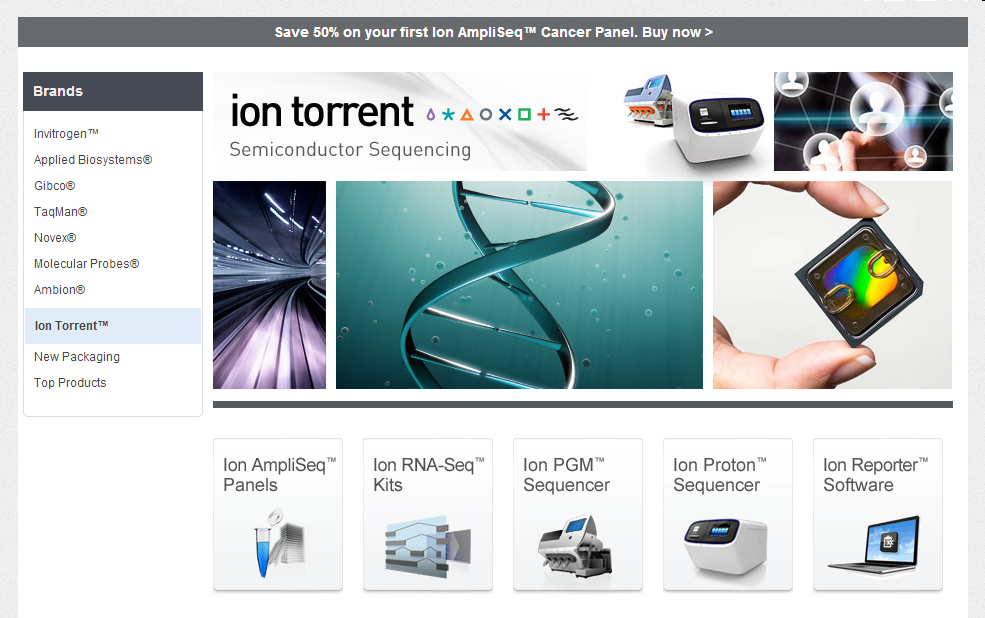 Save 50% on your first Ion AmpliSeq™ Cancer Panel. Buy now >
Brands
Invitrogen™
Applied Biosystems®
Gibco®
TaqMan®
Novex®
Molecular Probes®
Ambion®
Ion Torrent™
New Packaging
Top Products
ion torrent
Semiconductor Sequencing
Ion AmpliSeq™
Panels
Ion RNA-Seq™
Kits
Ion PGM™
Sequencer
Ion Proton™
Sequencer
Ion Reporter™
Software